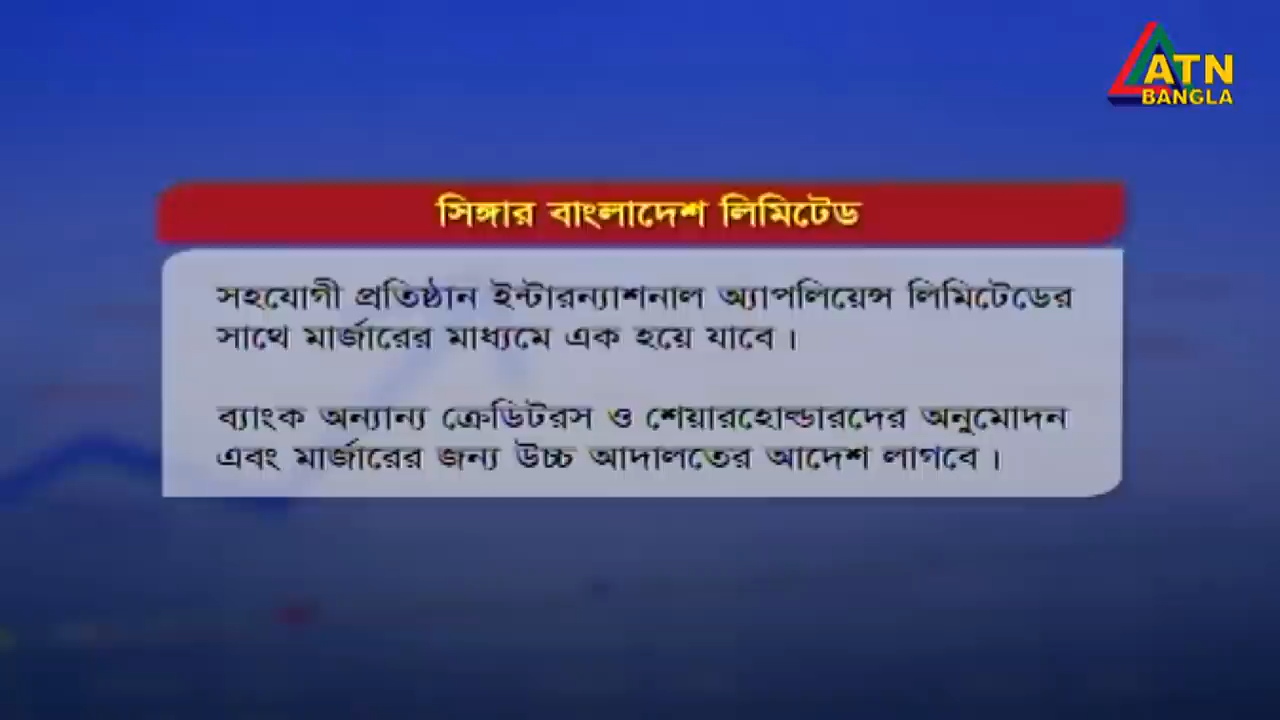 ATN
BANGLA
সিঙ্গার বাংলাদেশ লিমিটেড
সহযোগী প্রতিষ্ঠান ইন্টারন্যাশনাল অ্যাপলিয়েন্স লিমিটেডের
সাথে মার্জারের মাধ্যমে এক হয়ে যাবে।
ব্যাংক অন্যান্য ক্রেডিটরস ও শেয়ারহোল্ডারদের অনুমোদন
এবং মার্জারের জন্য উচ্চ আদালতের আদেশ লাগবে।